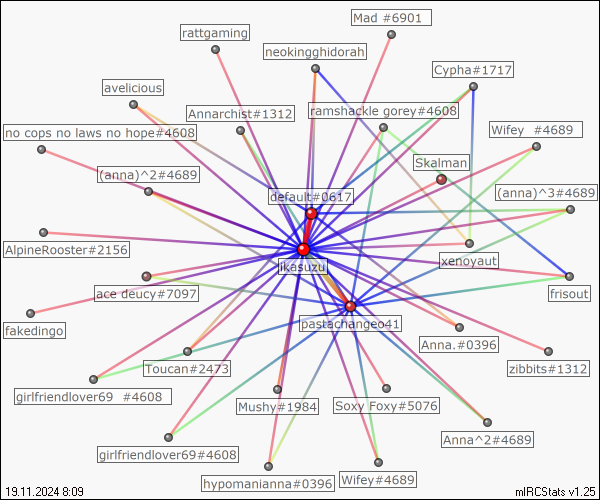 Mad #6901
rattgaming
neokingghidorah
Cypha#1717
avelicious
Annarchist#1312
ramshackle gorey#4608
no cops no laws no hope#4608
Wifey  #4689
Skalman
(anna)^2#4689
default#0617
(anna)^3#4689
AlpineRooster#2156
ikasuzu
xenoyaut
ace deucy#7097
frisout
fakedingo
pastachangeo41
Anna.#0396
Toucan#2473
zibbits#1312
girlfriendlover69  #4608
Mushy#1984
Soxy Foxy#5076
Anna^2#4689
girlfriendlover69#4608
hypomanianna#0396
Wifey#4689
19.11.2024 8:09
mIRCStats v1.25